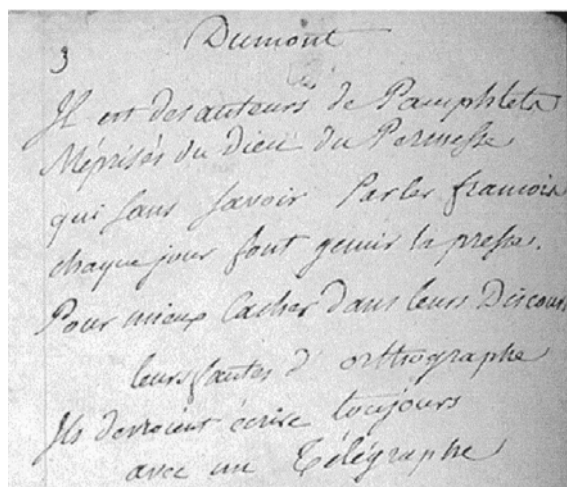 3
Dumont
Il est des auteurs de Pamphlets
Méprisés du Dieu du Permesse
qui sans savoir Parler francois
chaque jour font gemir la presse.
Pour mieux Cacher dans leurs Discours
leurs fautes d'orthographe
Ils devroient écrire toujours
avec un Télégraphe